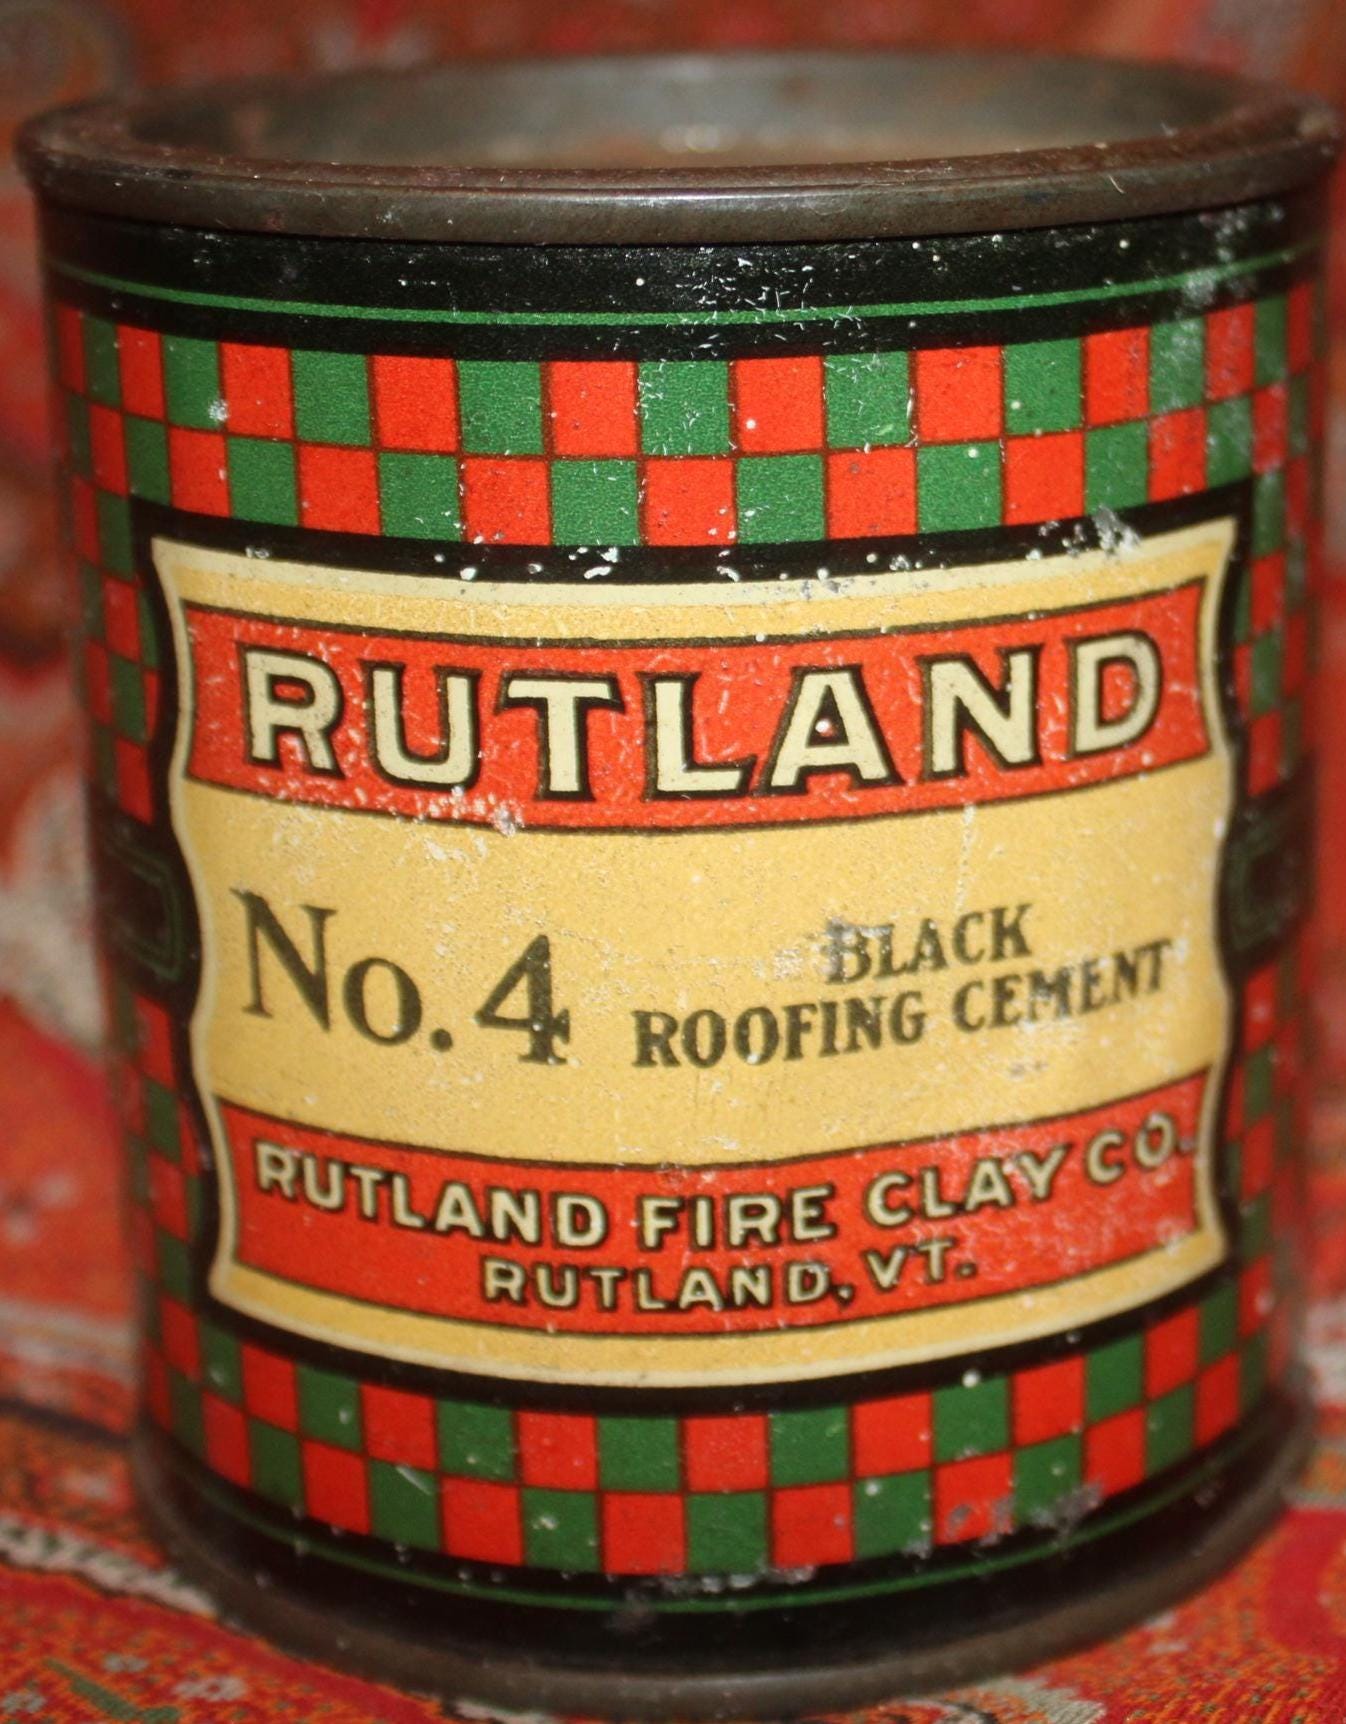 RUTLAND
No. 4
BLACK
ROOFING CEMENT
RUTLAND FIRE CLAY CO.
RUTLAND, VT.